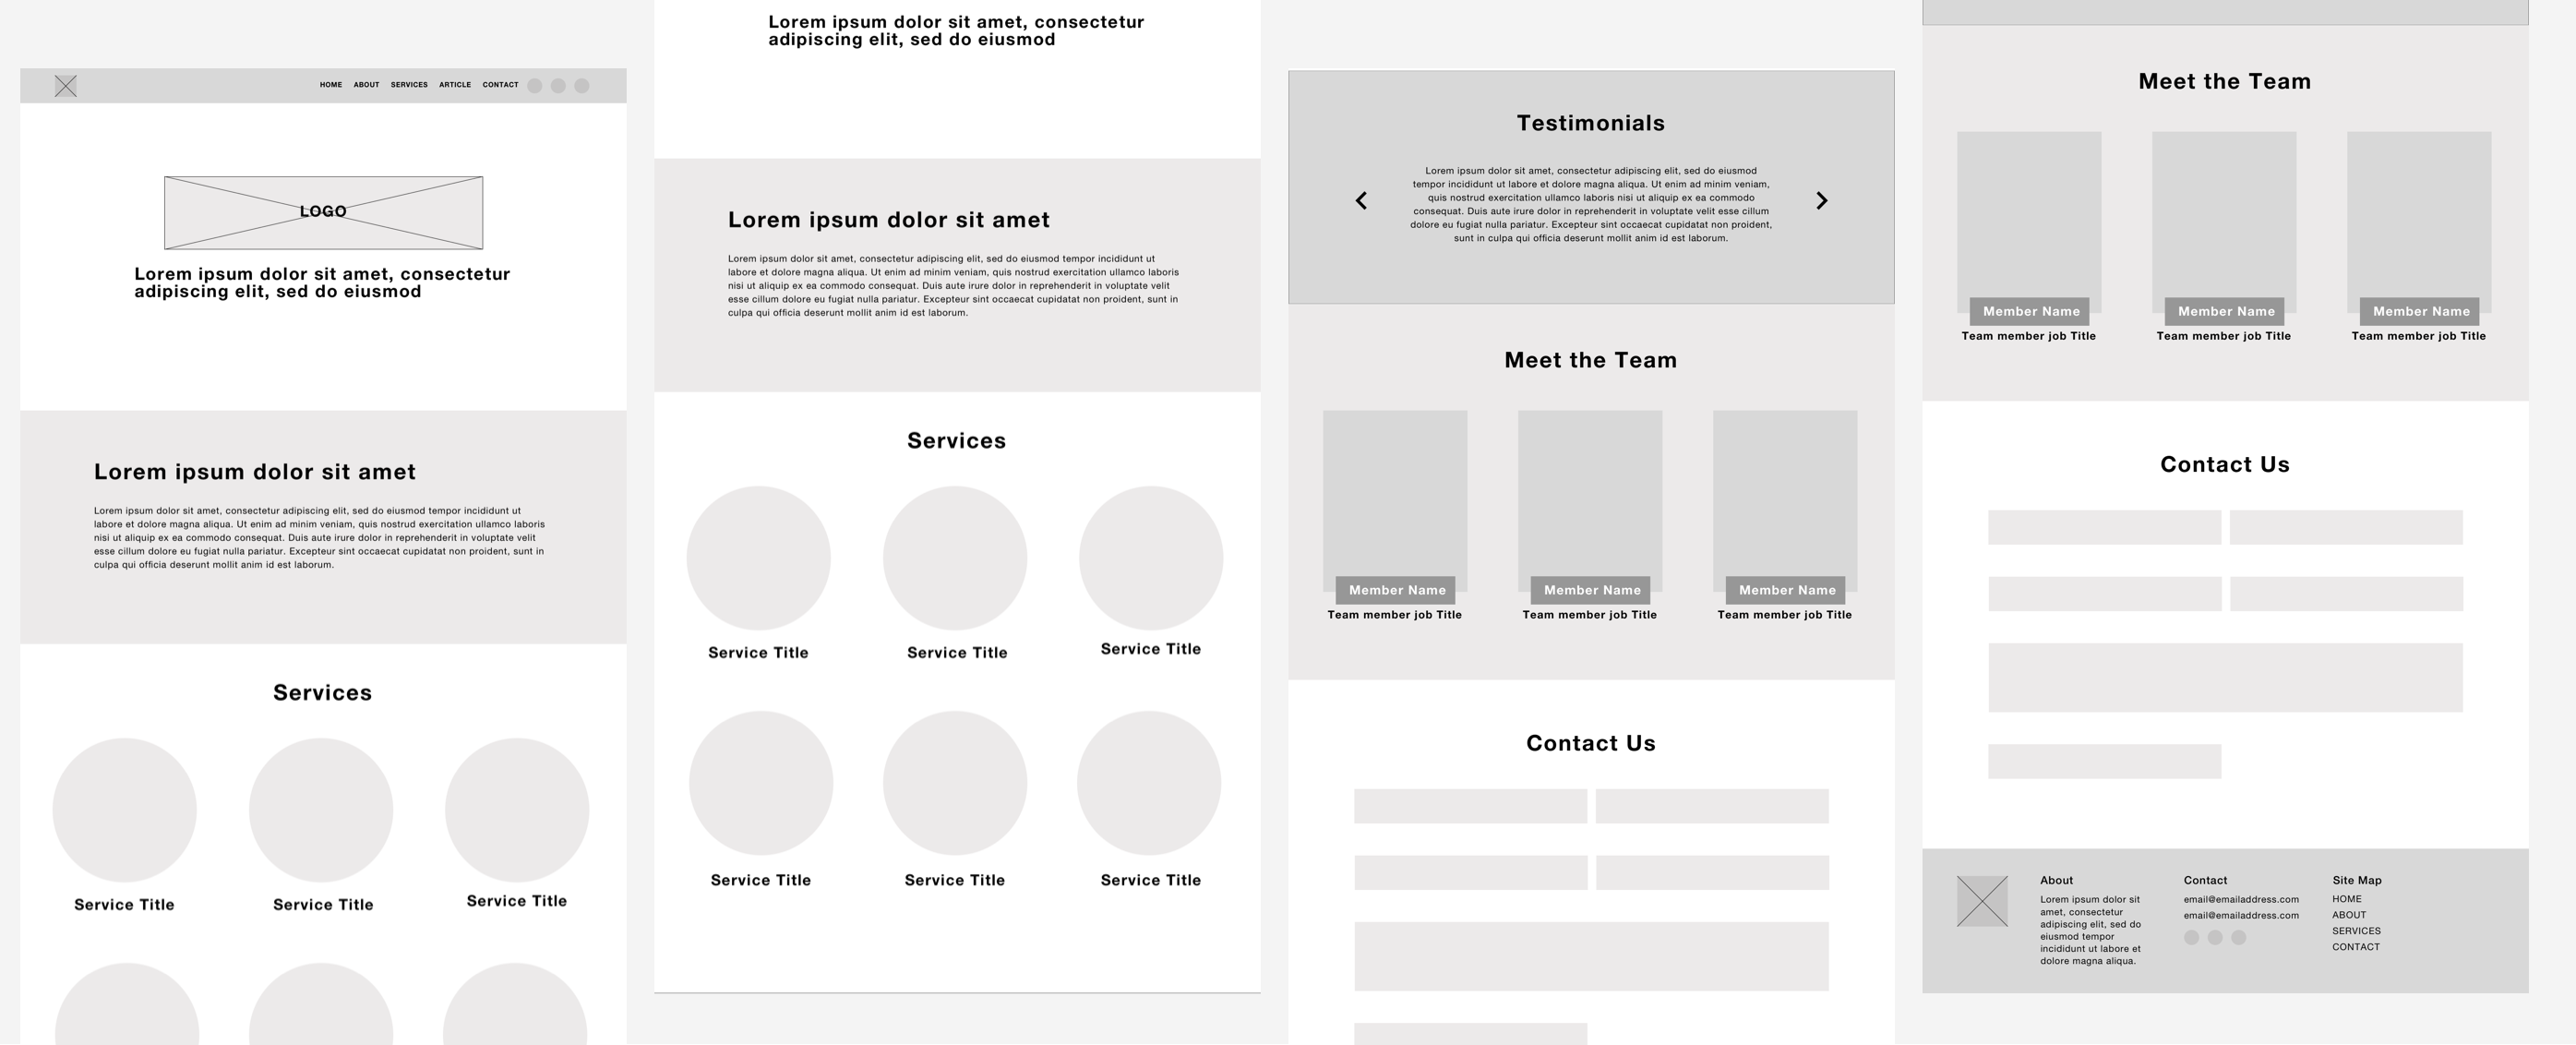 HOME ABOUT SERVICES ARTICLE CONTACT
LOGO
Lorem ipsum dolor sit amet, consectetur
adipiscing elit, sed do eiusmod
Lorem ipsum dolor sit amet
Lorem ipsum dolor sit amet, consectetur adipiscing elit, sed do eiusmod tempor incididunt ut
labore et dolore magna aliqua. Ut enim ad minim veniam, quis nostrud exercitation ullamco laboris
nisi ut aliquip ex ea commodo consequat. Duis aute irure dolor in reprehenderit in voluptate velit
esse cillum dolore eu fugiat nulla pariatur. Excepteur sint occaecat cupidatat non proident, sunt in
culpa qui officia deserunt mollit anim id est laborum.
Services
Service Title Service Title Service Title
Lorem ipsum dolor sit amet, consectetur
adipiscing elit, sed do eiusmod
Lorem ipsum dolor sit amet
Lorem ipsum dolor sit amet, consectetur adipiscing elit, sed do eiusmod tempor incididunt ut
labore et dolore magna aliqua. Ut enim ad minim veniam, quis nostrud exercitation ullamco laboris
nisi ut aliquip ex ea commodo consequat. Duis aute irure dolor in reprehenderit in voluptate velit
esse cillum dolore eu fugiat nulla pariatur. Excepteur sint occaecat cupidatat non proident, sunt in
culpa qui officia deserunt mollit anim id est laborum.
Services
Service Title Service Title Service Title
Service Title Service Title Service Title
Testimonials
Lorem ipsum dolor sit amet, consectetur adipiscing elit, sed do eiusmod
tempor incididunt ut labore et dolore magna aliqua. Ut enim ad minim veniam,
quis nostrud exercitation ullamco laboris nisi ut aliquip ex ea commodo
consequat. Duis aute irure dolor in reprehenderit in voluptate velit esse cillum
dolore eu fugiat nulla pariatur. Excepteur sint occaecat cupidatat non proident,
sunt in culpa qui officia deserunt mollit anim id est laborum.
Meet the Team
Member Name Member Name Member Name
Team member job Title Team member job Title Team member job Title
Contact Us
Meet the Team
Member Name Member Name Member Name
Team member job Title Team member job Title Team member job Title
Contact Us
About
Lorem ipsum dolor sit
amet, consectetur
adipiscing elit, sed do
eiusmod tempor
incididunt ut labore et
dolore magna aliqua.
Contact
email@emailaddress.com
email@emailaddress.com
Site Map
HOME
ABOUT
SERVICES
CONTACT